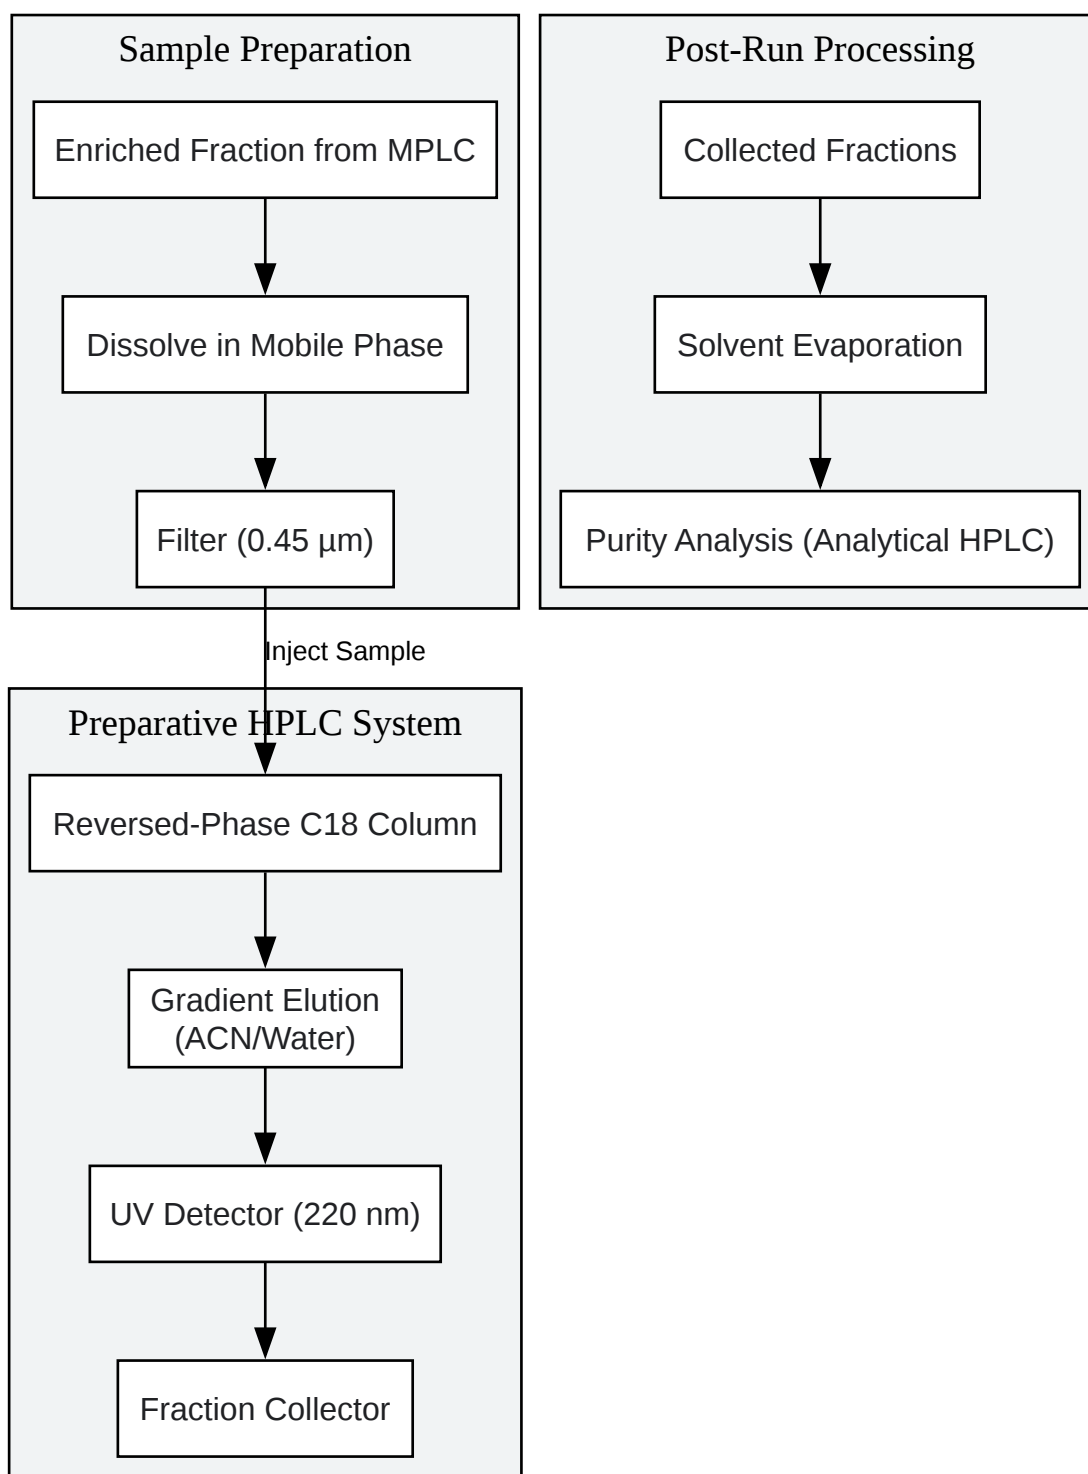 Sample Preparation
Enriched Fraction from MPLC
Dissolve in Mobile Phase
Filter (0.45 µm)
Inject Sample
Preparative HPLC System
Reversed-Phase C18 Column
Gradient Elution
(ACN/Water)
UV Detector (220 nm)
Fraction Collector
Post-Run Processing
Collected Fractions
Solvent Evaporation
Purity Analysis (Analytical HPLC)